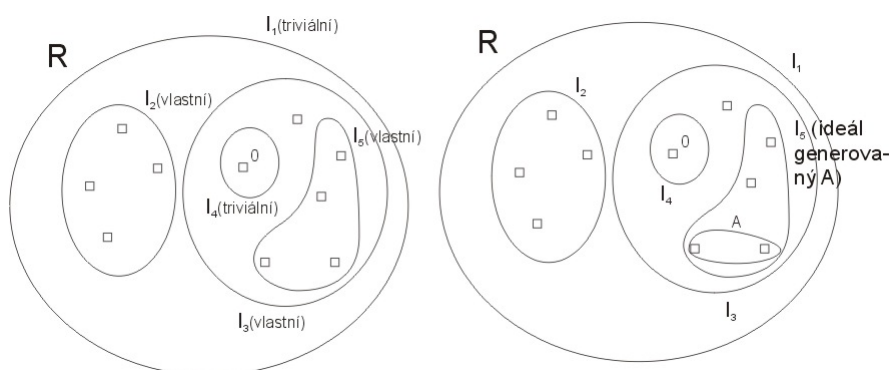 R
I₁(triviální)
I₂(vlastní)
0
I₅(vlastní)
I₄(triviální)
I₃(vlastní)
R
I₁
I₂
0
I₅ (ideál
generova-
ný A)
I₄
A
I₃